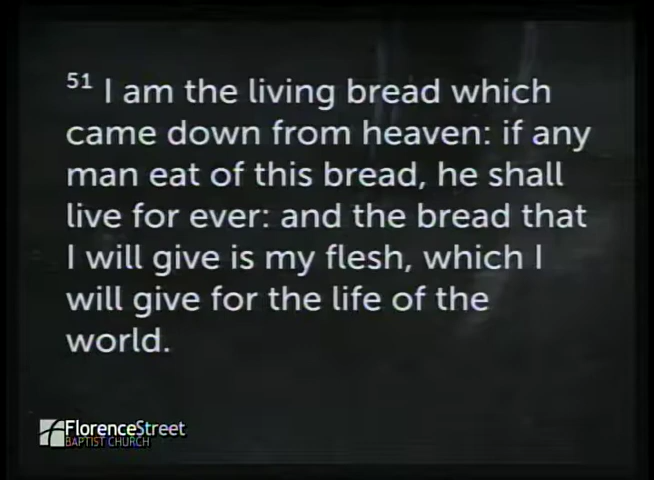 51 I am the living bread which
came down from heaven: if any
man eat of this bread, he shall
live for ever: and the bread that
I will give is my flesh, which I
will give for the life of the
world.
FlorenceStreet
BAPTIST CHURCH